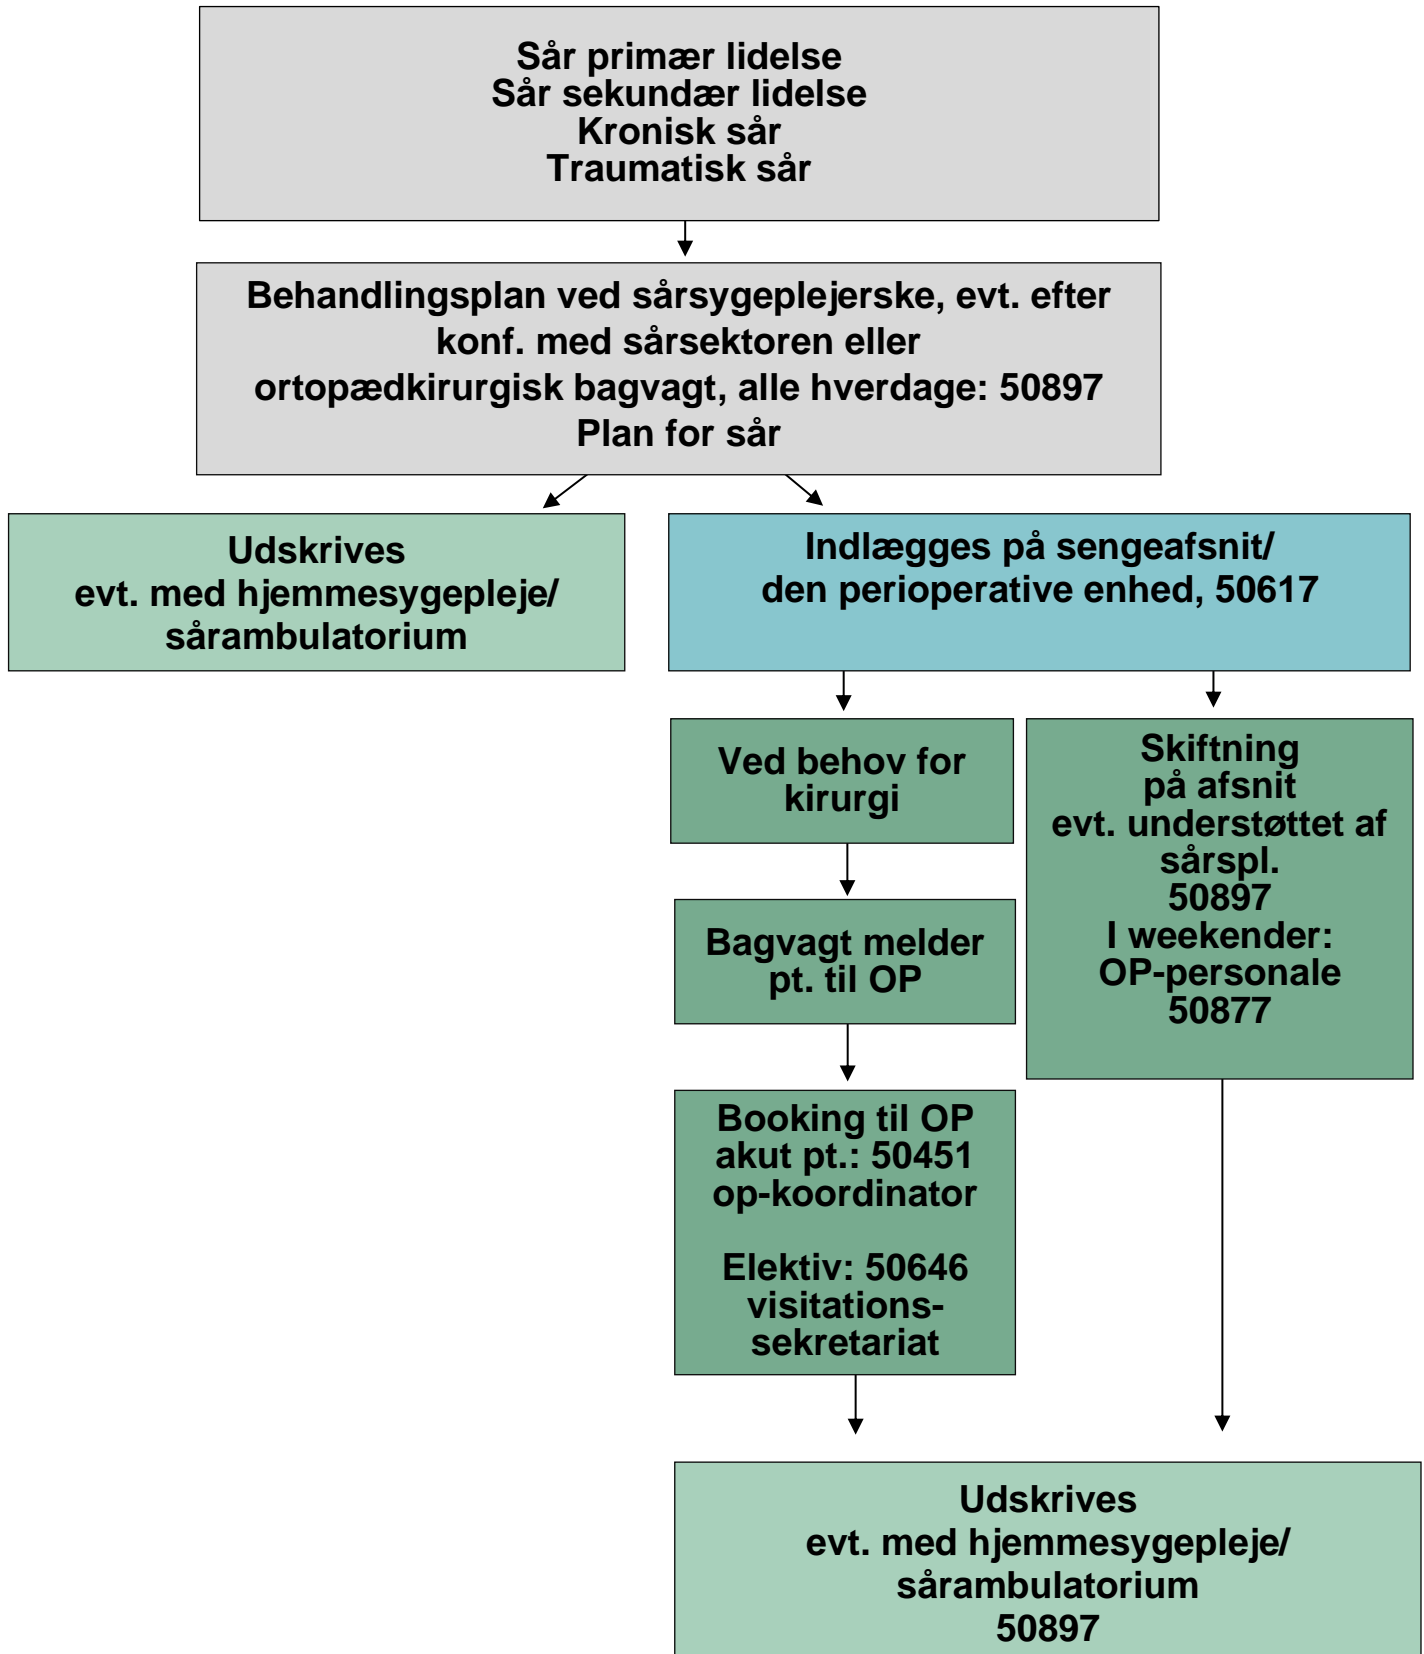 Sår primær lidelse
Sår sekundær lidelse
Kronisk sår
Traumatisk sår
Behandlingsplan ved sårsygeplejerske, evt. efter
konf. med sårsektoren eller
ortopædkirurgisk bagvagt, alle hverdage: 50897
Plan for sår
Udskrives
evt. med hjemmesygepleje/
sårambulatorium
Indlægges på sengeafsnit/
den perioperative enhed, 50617
Ved behov for
kirurgi
Bagvagt melder
pt. til OP
Booking til OP
akut pt.: 50451
op-koordinator
Elektiv: 50646
visitations-
sekretariat
Skiftning
på afsnit
evt. understøttet af
sårspl.
50897
I weekender:
OP-personale
50877
Udskrives
evt. med hjemmesygepleje/
sårambulatorium
50897